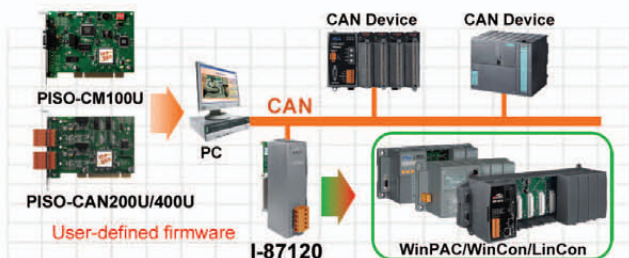 CAN Device
CAN Device
PISO-CM100U
CAN
PC
PISO-CAN200U/400U
User-defined firmware
I-87120
WinPAC/WinCon/LinCon